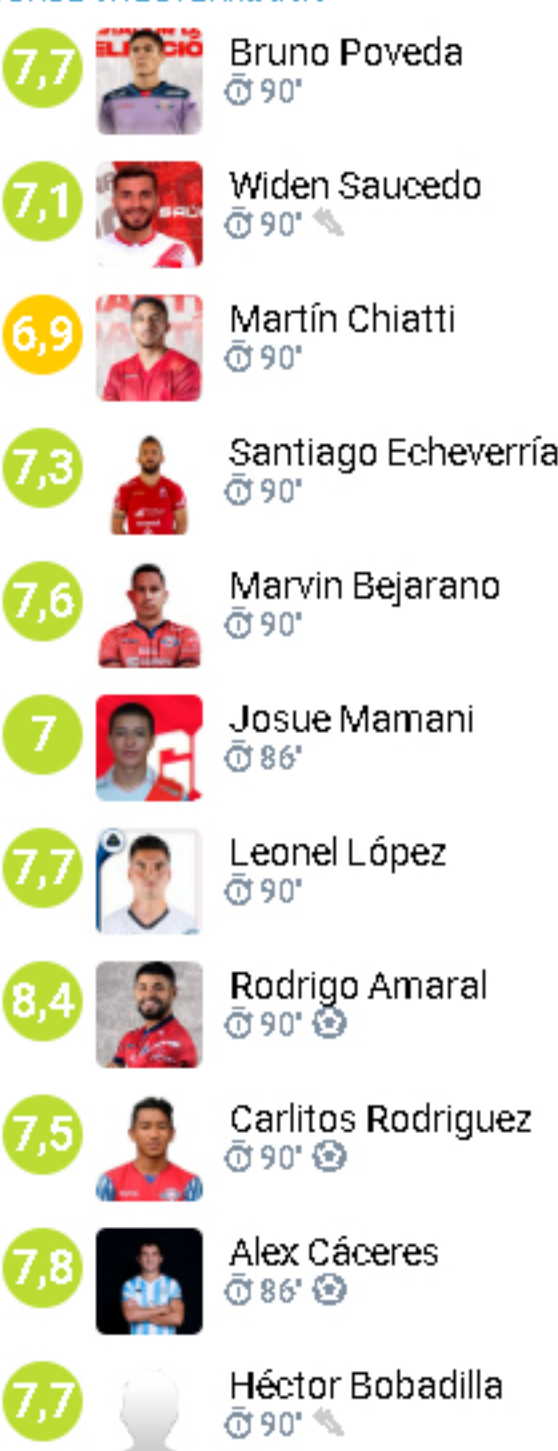 7,7
Bruno Poveda
90'
7,1
Widen Saucedo
90'
6,9
Martín Chiatti
90'
7,3
Santiago Echeverría
90'
7,6
Marvin Bejarano
90'
7
Josue Mamani
86'
7,7
Leonel López
90'
8,4
Rodrigo Amaral
90'
7,5
Carlitos Rodriguez
90'
7,8
Alex Cáceres
86'
7,7
Héctor Bobadilla
90'